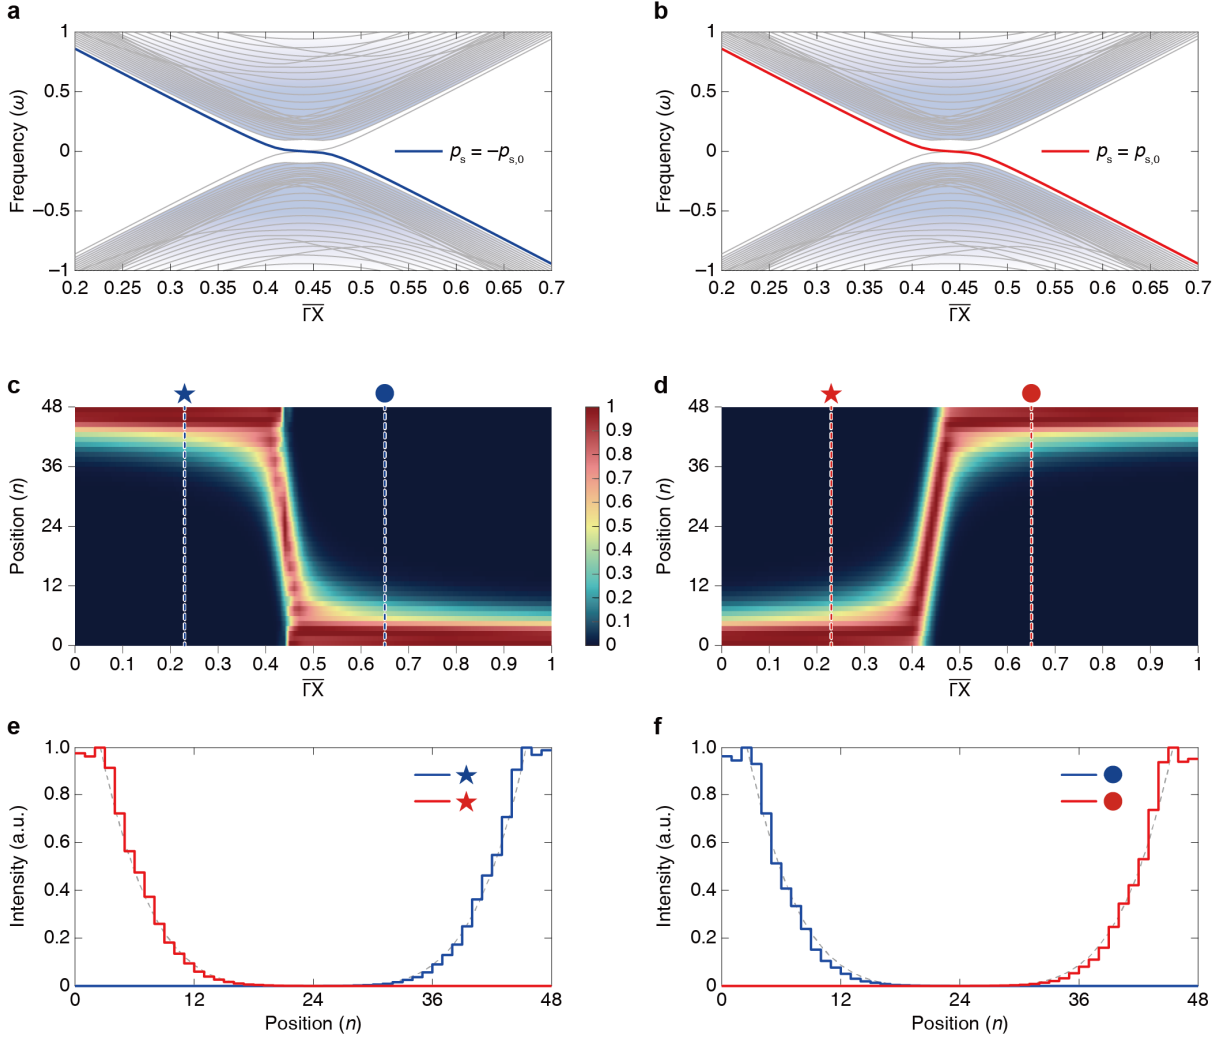 a
b
1
0.5
0
−0.5
−1
Frequency (ω)
pₛ = −pₛ,₀
0.2 0.25 0.3 0.35 0.4 0.45 0.5 0.55 0.6 0.65 0.7
ΓX
1
0.5
0
−0.5
−1
Frequency (ω)
pₛ = pₛ,₀
0.2 0.25 0.3 0.35 0.4 0.45 0.5 0.55 0.6 0.65 0.7
ΓX
c
d
48
36
24
12
0
Position (n)
0 0.1 0.2 0.3 0.4 0.5 0.6 0.7 0.8 0.9 1
ΓX
1
0.9
0.8
0.7
0.6
0.5
0.4
0.3
0.2
0.1
0
48
36
24
12
0
Position (n)
0 0.1 0.2 0.3 0.4 0.5 0.6 0.7 0.8 0.9 1
ΓX
e
f
1.0
0.8
0.6
0.4
0.2
0
Intensity (a.u.)
0 12 24 36 48
Position (n)
1.0
0.8
0.6
0.4
0.2
0
Intensity (a.u.)
0 12 24 36 48
Position (n)